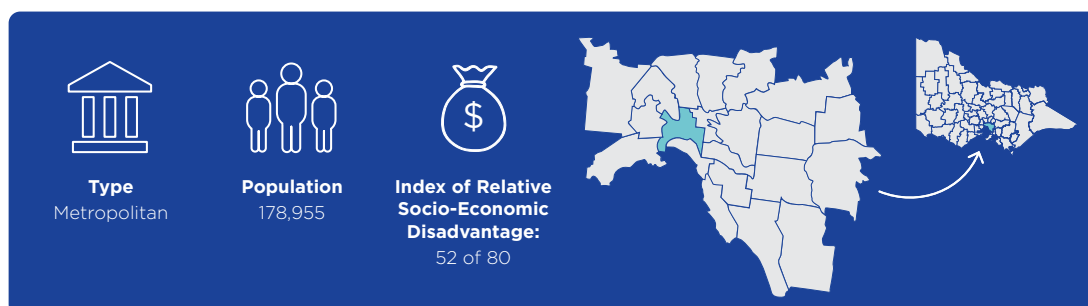 $
Type
Metropolitan
Population
178,955
Index of Relative
Socio-Economic
Disadvantage:
52 of 80